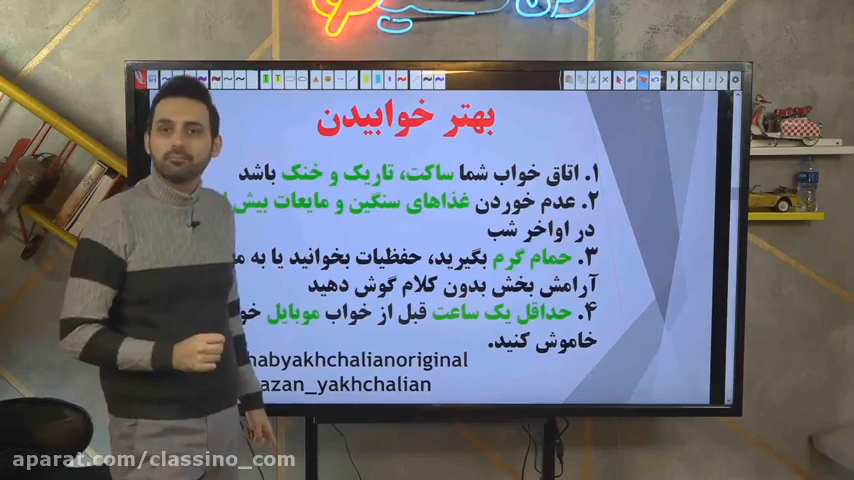 بهتر خوابیدن
۱. اتاق خواب شما ساکت، تاریک و خنک باشد
۲. عدم خوردن غذاهای سنگین و مایعات بیش
در اواخر شب
۳. حمام گرم بگیرید، حفظیات بخوانید یا به
آرامش بخش بدون کلام گوش دهید
۴. حداقل یک ساعت قبل از خواب موبایل
خاموش کنید.
habyakhchalianoriginal
azan_yakhchalian
aparat.com/classino_com